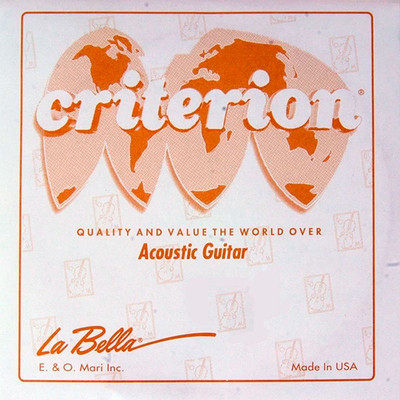 criterion®
QUALITY AND VALUE THE WORLD OVER
Acoustic Guitar
La Bella®
E. & O. Mari Inc.
Made In USA